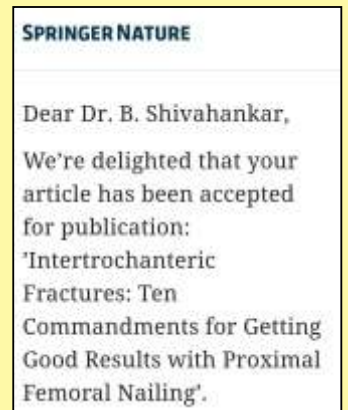 SPRINGER NATURE
Dear Dr. B. Shivahankar,
We're delighted that your
article has been accepted
for publication:
'Intertrochanteric
Fractures: Ten
Commandments for Getting
Good Results with Proximal
Femoral Nailing'.